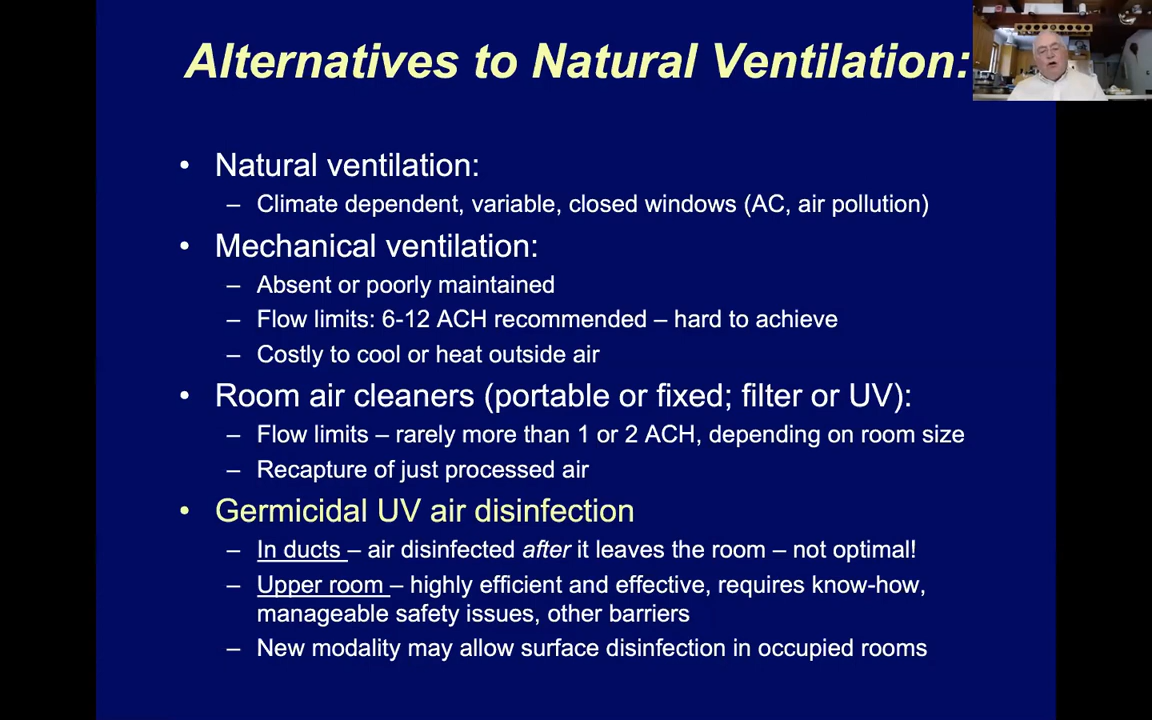 Alternatives to Natural Ventilation:
• Natural ventilation:
– Climate dependent, variable, closed windows (AC, air pollution)
• Mechanical ventilation:
– Absent or poorly maintained
– Flow limits: 6-12 ACH recommended – hard to achieve
– Costly to cool or heat outside air
• Room air cleaners (portable or fixed; filter or UV):
– Flow limits – rarely more than 1 or 2 ACH, depending on room size
– Recapture of just processed air
• Germicidal UV air disinfection
– In ducts – air disinfected after it leaves the room – not optimal!
– Upper room – highly efficient and effective, requires know-how,
manageable safety issues, other barriers
– New modality may allow surface disinfection in occupied rooms